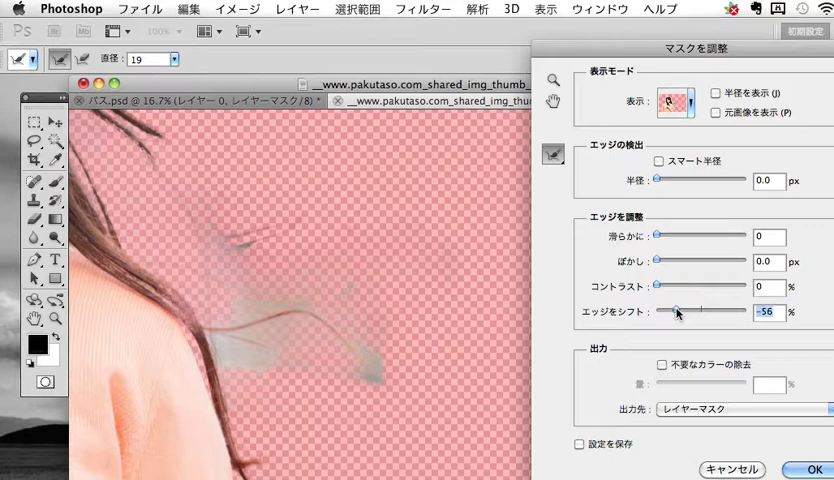 Photoshop ファイル 編集 イメージ レイヤー 選択範囲 フィルター 解析 3D 表示 ウィンドウ ヘルプ
Ps Br Mb 100% 初期設定
直径: 19
__www.pakutaso.com_shared_img_thumb_
パス.psd @ 16.7% (レイヤー 0, レイヤーマスク/8) * __www.pakutaso.com_shared_img_thu
マスクを調整
表示モード
表示: 半径を表示 (J)
元画像を表示 (P)
エッジの検出
スマート半径
半径: 0.0 px
エッジを調整
滑らかに: 0
ぼかし: 0.0 px
コントラスト: 0 %
エッジをシフト: -56 %
出力
不要なカラーの除去
量: %
出力先: レイヤーマスク
設定を保存
キャンセル OK